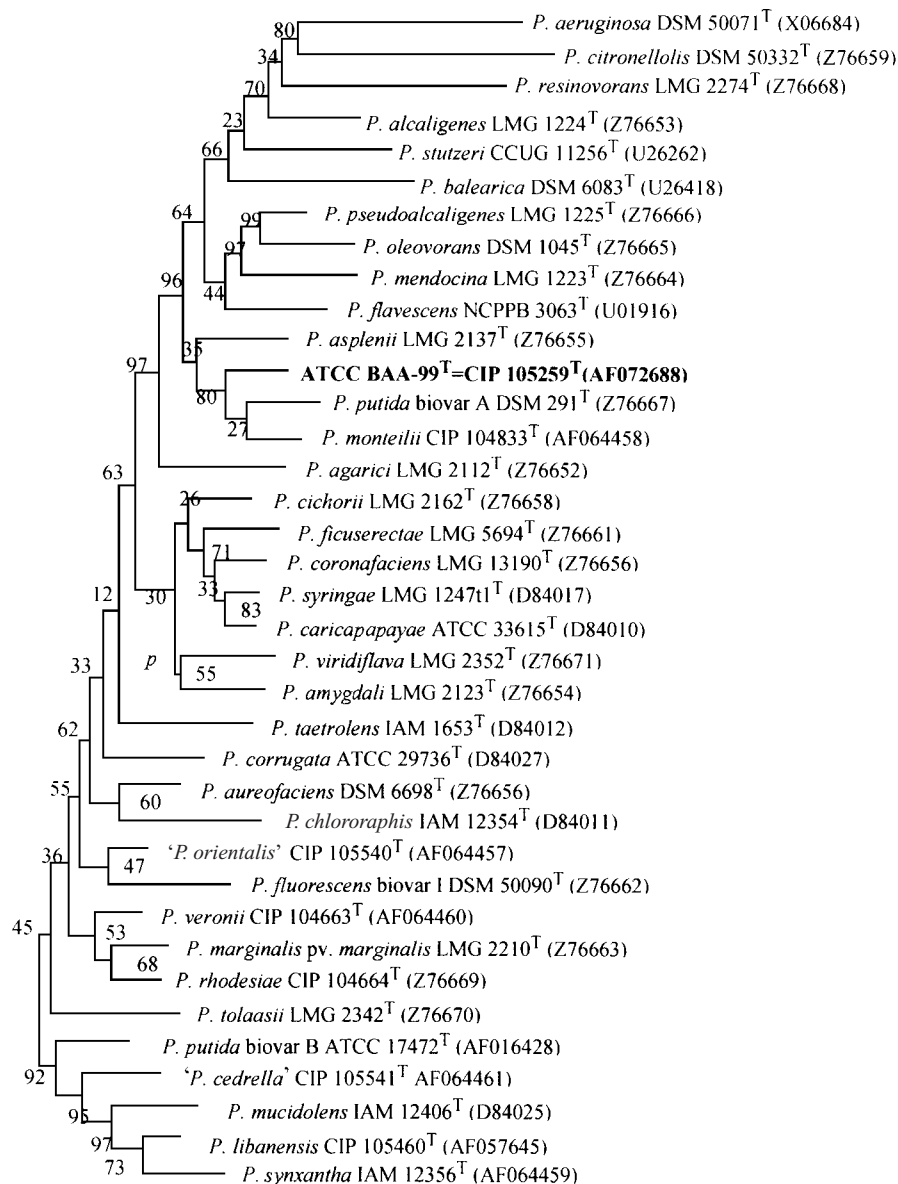 P. aeruginosa DSM 50071T (X06684)
80
P. citronellolis DSM 50332T (Z76659)
34
P. resinovorans LMG 2274T (Z76668)
70
P. alcaligenes LMG 1224T (Z76653)
23
P. stutzeri CCUG 11256T (U26262)
66
P. balearica DSM 6083T (U26418)
64
P. pseudoalcaligenes LMG 1225T (Z76666)
99
P. oleovorans DSM 1045T (Z76665)
97
P. mendocina LMG 1223T (Z76664)
96
44
P. flavescens NCPPB 3063T (U01916)
P. asplenii LMG 2137T (Z76655)
35
97
ATCC BAA-99T=CIP 105259T(AF072688)
80
P. putida biovar A DSM 291T (Z76667)
27
P. monteilii CIP 104833T (AF064458)
63
P. agarici LMG 2112T (Z76652)
26
P. cichorii LMG 2162T (Z76658)
P. ficuserectae LMG 5694T (Z76661)
71
P. coronafaciens LMG 13190T (Z76656)
33
12
30
P. syringae LMG 1247t1T (D84017)
83
P. caricapapayae ATCC 33615T (D84010)
33
p
P. viridiflava LMG 2352T (Z76671)
55
P. amygdali LMG 2123T (Z76654)
62
P. taetrolens IAM 1653T (D84012)
P. corrugata ATCC 29736T (D84027)
55
P. aureofaciens DSM 6698T (Z76656)
60
P. chlororaphis IAM 12354T (D84011)
36
‘P. orientalis’ CIP 105540T (AF064457)
47
P. fluorescens biovar I DSM 50090T (Z76662)
45
P. veronii CIP 104663T (AF064460)
53
P. marginalis pv. marginalis LMG 2210T (Z76663)
68
P. rhodesiae CIP 104664T (Z76669)
P. tolaasii LMG 2342T (Z76670)
P. putida biovar B ATCC 17472T (AF016428)
92
‘P. cedrella’ CIP 105541T AF064461)
95
P. mucidolens IAM 12406T (D84025)
97
P. libanensis CIP 105460T (AF057645)
73
P. synxantha IAM 12356T (AF064459)